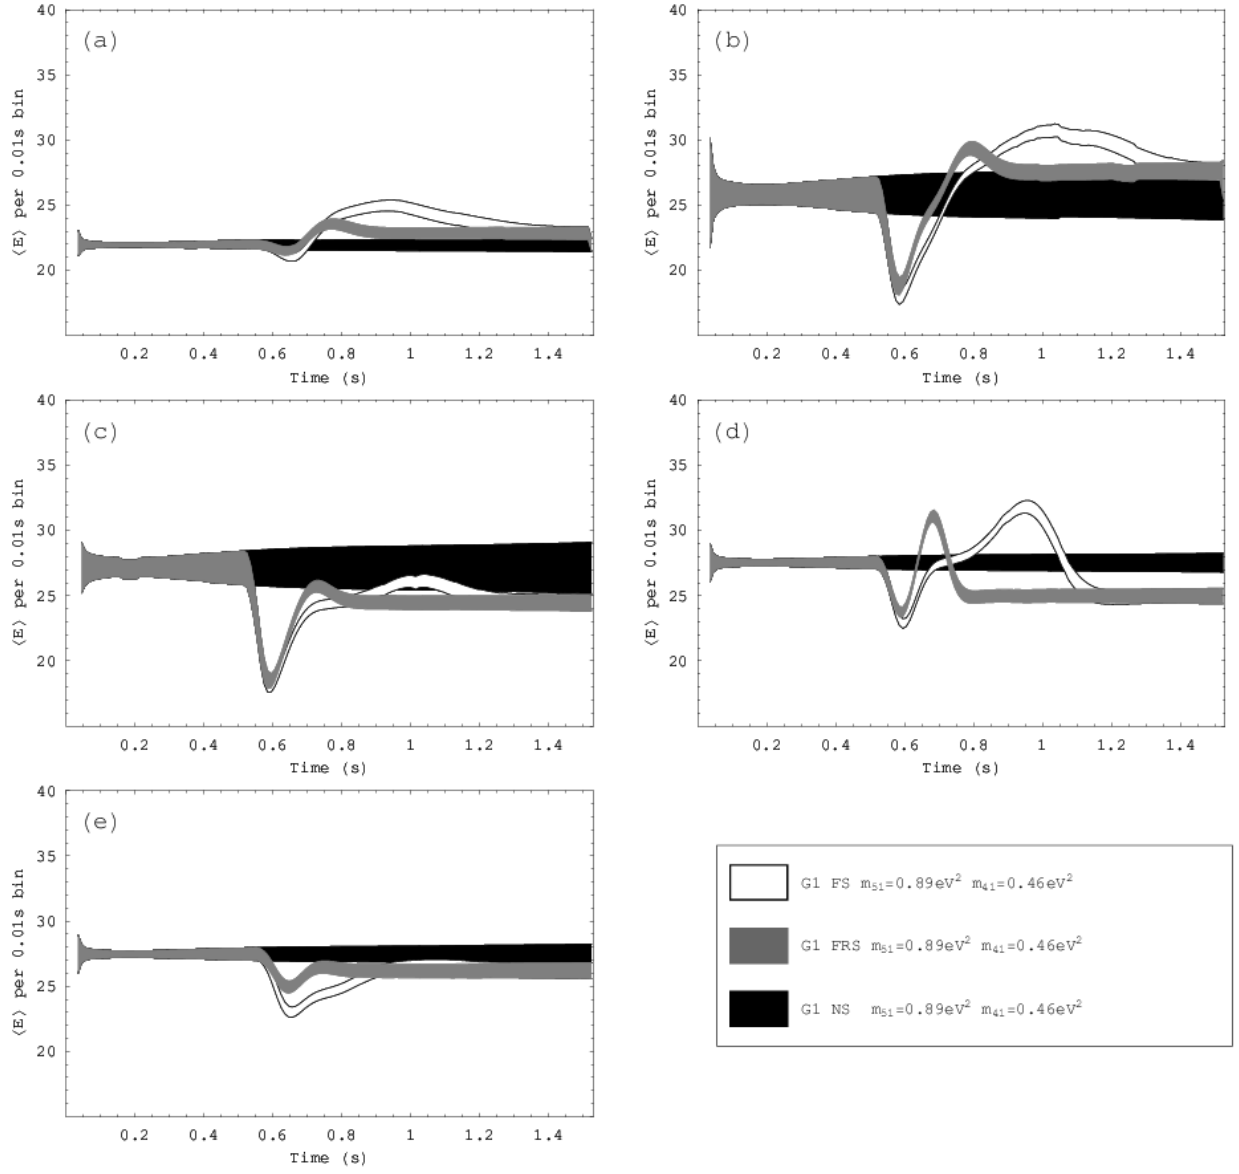 (a)
40
35
30
25
20
⟨E⟩ per 0.01s bin
0.2 0.4 0.6 0.8 1 1.2 1.4
Time (s)
(b)
40
35
30
25
20
⟨E⟩ per 0.01s bin
0.2 0.4 0.6 0.8 1 1.2 1.4
Time (s)
(c)
40
35
30
25
20
⟨E⟩ per 0.01s bin
0.2 0.4 0.6 0.8 1 1.2 1.4
Time (s)
(d)
40
35
30
25
20
⟨E⟩ per 0.01s bin
0.2 0.4 0.6 0.8 1 1.2 1.4
Time (s)
(e)
40
35
30
25
20
⟨E⟩ per 0.01s bin
0.2 0.4 0.6 0.8 1 1.2 1.4
Time (s)
G1 FS m₅₁=0.89eV² m₄₁=0.46eV²
G1 FRS m₅₁=0.89eV² m₄₁=0.46eV²
G1 NS m₅₁=0.89eV² m₄₁=0.46eV²